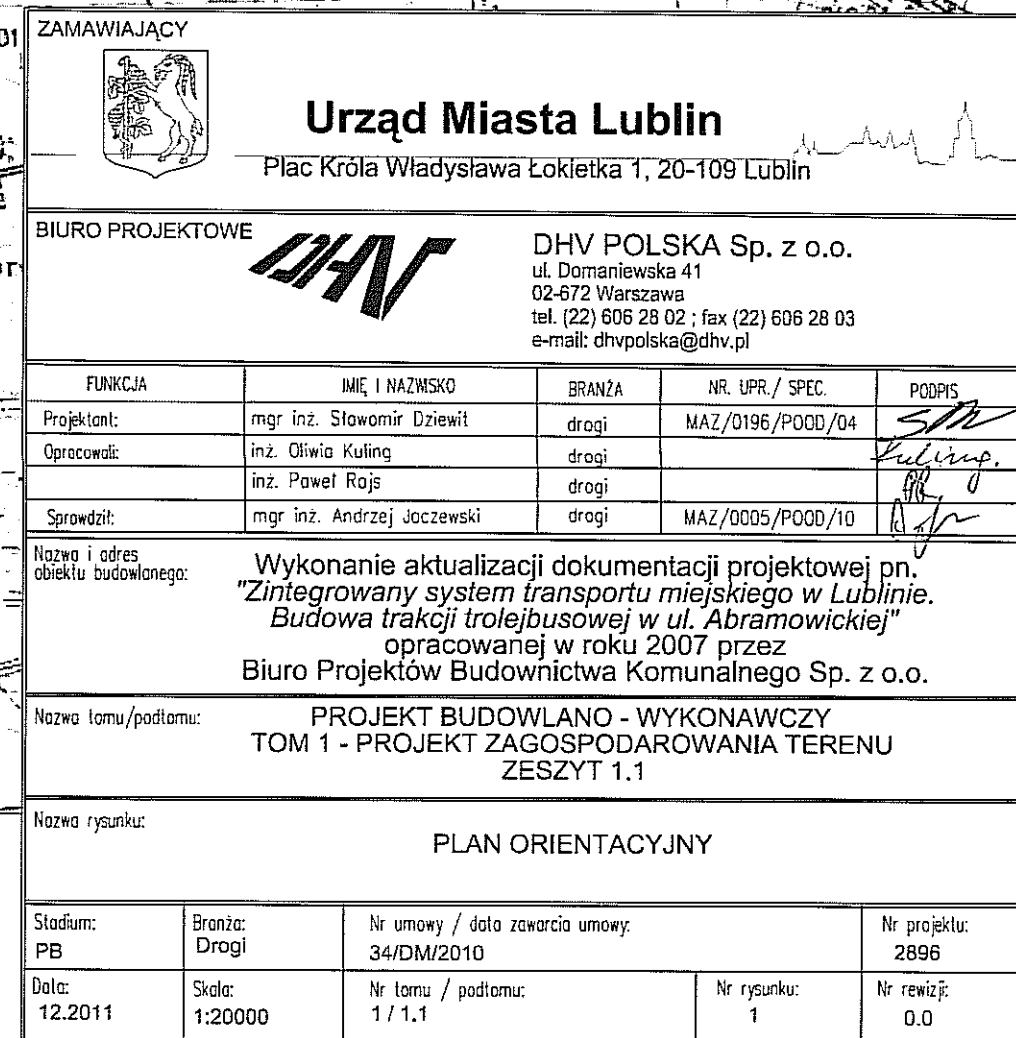 ZAMAWIAJĄCY
Urząd Miasta Lublin
Plac Króla Władysława Łokietka 1, 20-109 Lublin
BIURO PROJEKTOWE
DHV
DHV POLSKA Sp. z o.o.
ul. Domaniewska 41
02-672 Warszawa
tel. (22) 606 28 02 ; fax (22) 606 28 03
e-mail: dhvpolska@dhv.pl
FUNKCJA IMIĘ I NAZWISKO BRANŻA NR. UPR./ SPEC. PODPIS
Projektant: mgr inż. Sławomir Dziewit drogi MAZ/0196/POOD/04
Opracowali: inż. Oliwia Kuling drogi Kuling.
inż. Paweł Rajs drogi
Sprawdził: mgr inż. Andrzej Jaczewski drogi MAZ/0005/POOD/10
Nazwa i adres
obiektu budowlanego:
Wykonanie aktualizacji dokumentacji projektowej pn.
"Zintegrowany system transportu miejskiego w Lublinie.
Budowa trakcji trolejbusowej w ul. Abramowickiej"
opracowanej w roku 2007 przez
Biuro Projektów Budownictwa Komunalnego Sp. z o.o.
Nazwa tomu/podtomu:
PROJEKT BUDOWLANO - WYKONAWCZY
TOM 1 - PROJEKT ZAGOSPODAROWANIA TERENU
ZESZYT 1.1
Nazwa rysunku:
PLAN ORIENTACYJNY
Stadium: Branża: Nr umowy / data zawarcia umowy: Nr projektu:
PB Drogi 34/DM/2010 2896
Data: Skala: Nr tomu / podtomu: Nr rysunku: Nr rewizji:
12.2011 1:20000 1 / 1.1 1 0.0